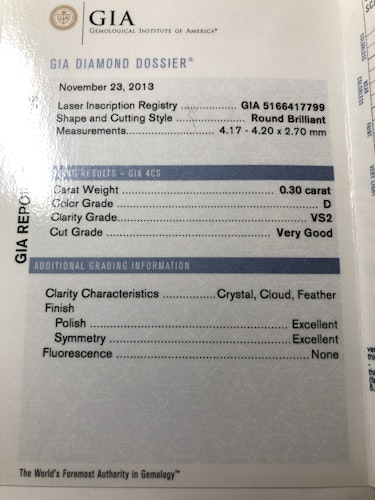 GIA
GEMOLOGICAL INSTITUTE OF AMERICA®
GIA DIAMOND DOSSIER®
November 23, 2013
Laser Inscription Registry ................ GIA 5166417799
Shape and Cutting Style .................... Round Brilliant
Measurements ........................ 4.17 - 4.20 x 2.70 mm
RESULTS - GIA 4CS
Carat Weight ........................................ 0.30 carat
Color Grade ................................................... D
Clarity Grade ............................................... VS2
Cut Grade ............................................ Very Good
ADDITIONAL GRADING INFORMATION
Clarity Characteristics .............. Crystal, Cloud, Feather
Finish
Polish ................................................ Excellent
Symmetry ........................................... Excellent
Fluorescence ............................................ None
The World's Foremost Authority in Gemology™
GIA REPO